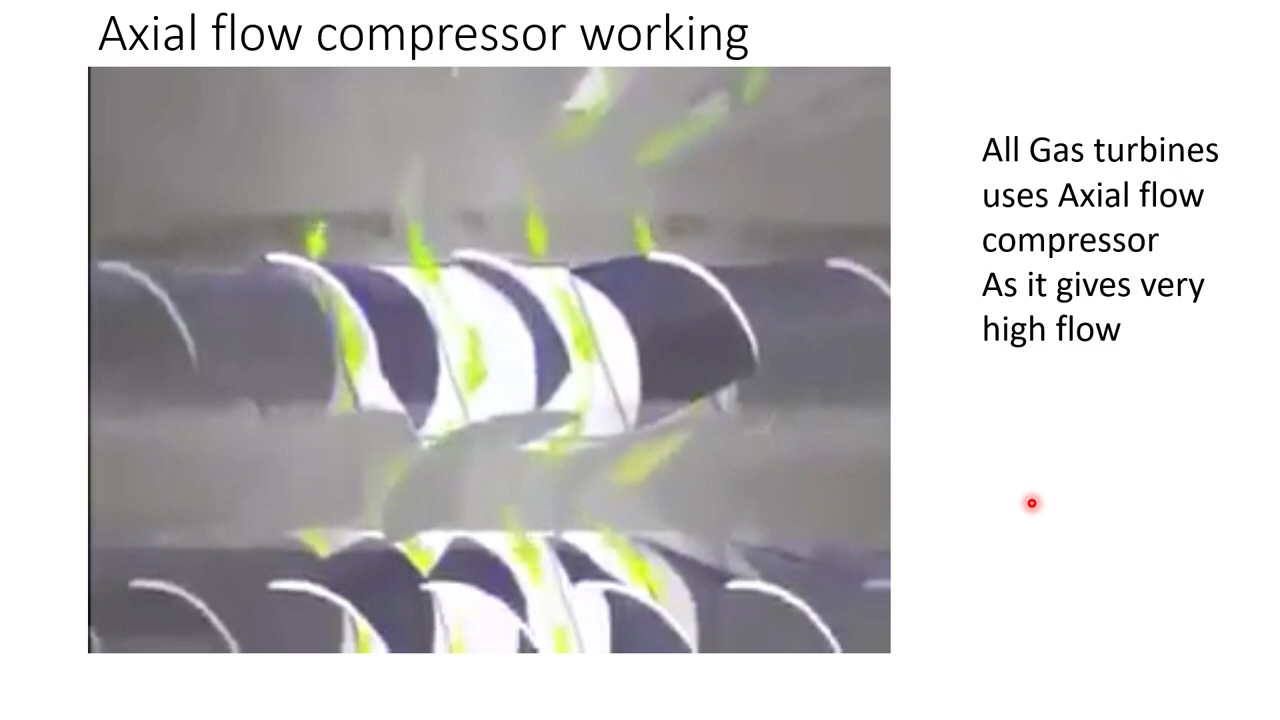 Axial flow compressor working
All Gas turbines
uses Axial flow
compressor
As it gives very
high flow